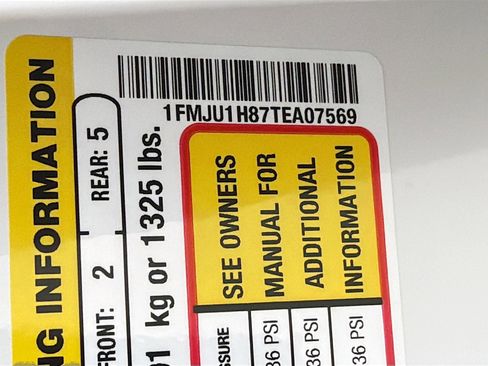 1FMJU1H87TEA07569
NG INFORMATION
FRONT: 2 REAR: 5
kg or 1325 lbs.
SEE OWNERS
MANUAL FOR
ADDITIONAL
INFORMATION
SSURE
36 PSI
36 PSI
36 PSI